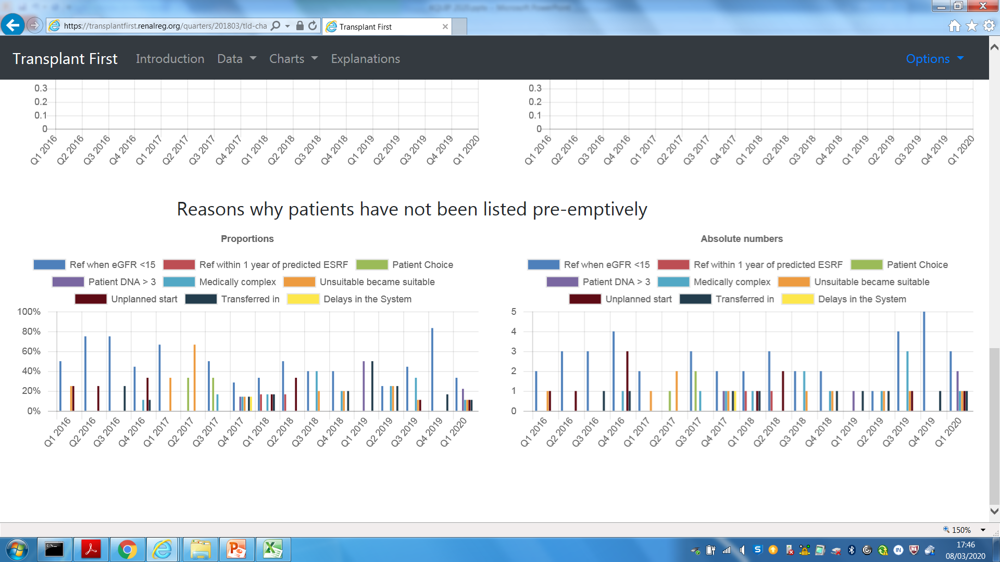 https://transplantfirst.renalreg.org/quarters/201803/tld-cha
Transplant First
Transplant First Introduction Data Charts Explanations Options
0.3
0.2
0.1
0
Q1 2016 Q2 2016 Q3 2016 Q4 2016 Q1 2017 Q2 2017 Q3 2017 Q4 2017 Q1 2018 Q2 2018 Q3 2018 Q4 2018 Q1 2019 Q2 2019 Q3 2019 Q4 2019 Q1 2020
0.3
0.2
0.1
0
Q1 2016 Q2 2016 Q3 2016 Q4 2016 Q1 2017 Q2 2017 Q3 2017 Q4 2017 Q1 2018 Q2 2018 Q3 2018 Q4 2018 Q1 2019 Q2 2019 Q3 2019 Q4 2019 Q1 2020
Reasons why patients have not been listed pre-emptively
Proportions
Ref when eGFR <15 Ref within 1 year of predicted ESRF Patient Choice
Patient DNA > 3 Medically complex Unsuitable became suitable
Unplanned start Transferred in Delays in the System
100%
80%
60%
40%
20%
0%
Q1 2016 Q2 2016 Q3 2016 Q4 2016 Q1 2017 Q2 2017 Q3 2017 Q4 2017 Q1 2018 Q2 2018 Q3 2018 Q4 2018 Q1 2019 Q2 2019 Q3 2019 Q4 2019 Q1 2020
Absolute numbers
Ref when eGFR <15 Ref within 1 year of predicted ESRF Patient Choice
Patient DNA > 3 Medically complex Unsuitable became suitable
Unplanned start Transferred in Delays in the System
5
4
3
2
1
0
Q1 2016 Q2 2016 Q3 2016 Q4 2016 Q1 2017 Q2 2017 Q3 2017 Q4 2017 Q1 2018 Q2 2018 Q3 2018 Q4 2018 Q1 2019 Q2 2019 Q3 2019 Q4 2019 Q1 2020
150%
17:46
08/03/2020